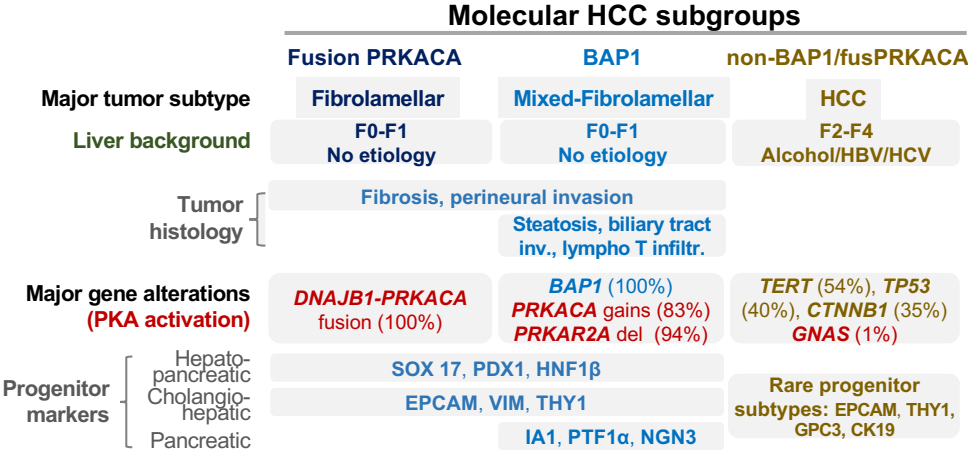 Molecular HCC subgroups
Fusion PRKACA BAP1 non-BAP1/fusPRKACA
Major tumor subtype Fibrolamellar Mixed-Fibrolamellar HCC
Liver background F0-F1 F0-F1 F2-F4
No etiology No etiology Alcohol/HBV/HCV
Tumor histology
Fibrosis, perineural invasion
Steatosis, biliary tract
inv., lympho T infiltr.
Major gene alterations
(PKA activation)
DNAJB1-PRKACA
fusion (100%)
BAP1 (100%)
PRKACA gains (83%)
PRKAR2A del (94%)
TERT (54%), TP53
(40%), CTNNB1 (35%)
GNAS (1%)
Progenitor
markers
Hepato-
pancreatic
SOX 17, PDX1, HNF1β
Cholangio-
hepatic
EPCAM, VIM, THY1
Pancreatic
IA1, PTF1α, NGN3
Rare progenitor
subtypes: EPCAM, THY1,
GPC3, CK19